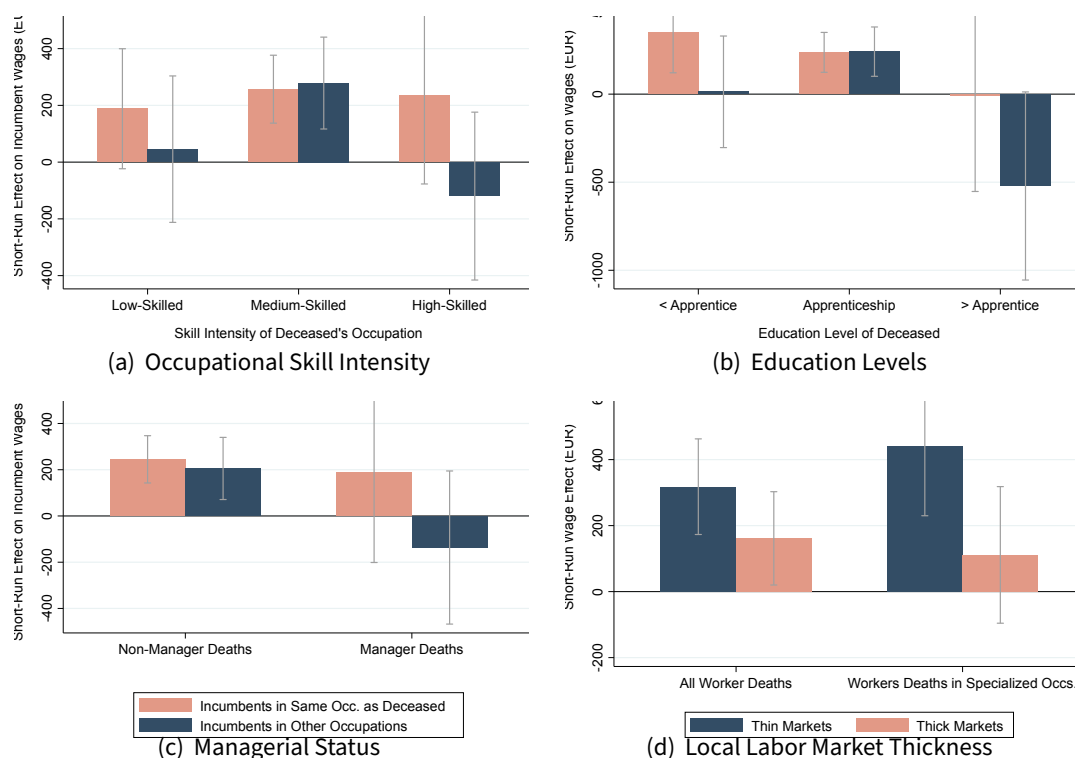 Short-Run Effect on Incumbent Wages
400
200
0
-200
-400
Low-Skilled Medium-Skilled High-Skilled
Skill Intensity of Deceased's Occupation
(a) Occupational Skill Intensity
Short-Run Effect on Wages (EUR)
0
-500
-1000
< Apprentice Apprenticeship > Apprentice
Education Level of Deceased
(b) Education Levels
Short-Run Effect on Incumbent Wages
400
200
0
-200
400
Non-Manager Deaths Manager Deaths
Incumbents in Same Occ. as Deceased
Incumbents in Other Occupations
(c) Managerial Status
Short-Run Wage Effect (EUR)
400
200
0
-200
All Worker Deaths Workers Deaths in Specialized Occs.
Thin Markets Thick Markets
(d) Local Labor Market Thickness